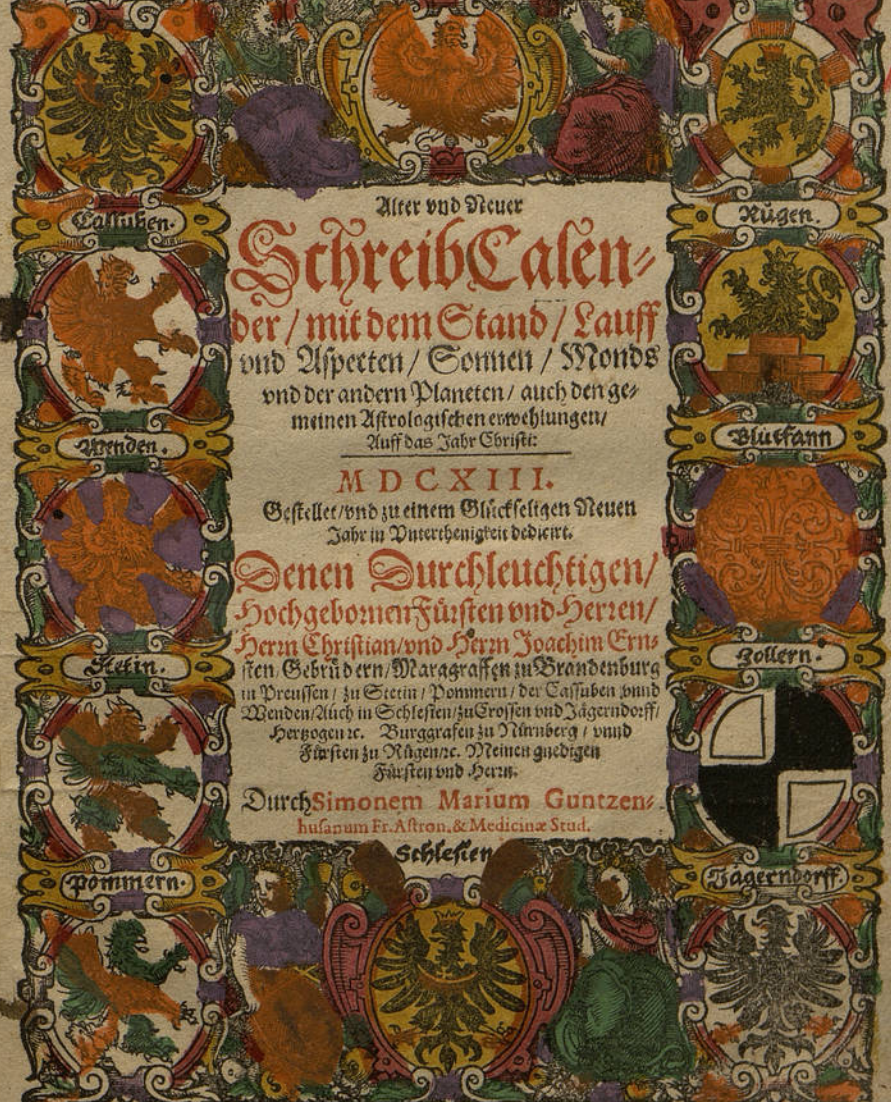 Alter vnd Neuer
SchreibCalen-
der / mit dem Stand / Lauff
vnd Aspecten / Sonnen / Monds
vnd der andern Planeten / auch den ge-
meinen Astrologischen erwehlungen /
Auff das Jahr Christi:
MDCXIII.
Gestellet / vnd zu einem Glückseligen Neuen
Jahr in Vnterthenigkeit dedicirt.
Denen Durchleuchtigen /
Hochgebornen Fürsten vnd Herren /
Herrn Christian / vnd Herrn Joachim Ern-
sten / Gebrüdern / Marggraffen zu Brandenburg
in Preussen / zu Stetin / Pommern / der Cassuben vnnd
Wenden / Auch in Schlesien / zu Crossen vnd Jägerndorff /
Hertzogen ꝛc. Burggrafen zu Nürnberg / vnnd
Fürsten zu Rügen / ꝛc. Meinen gnedigen
Fürsten vnd Herrn.
Durch Simonem Marium Guntzen-
husanum Fr. Astron. & Medicinæ Stud.
Cassuben.
Wenden.
Stetin.
Pommern.
Rügen.
Blutfann
Zollern.
Jägerndorff.
Schlesien